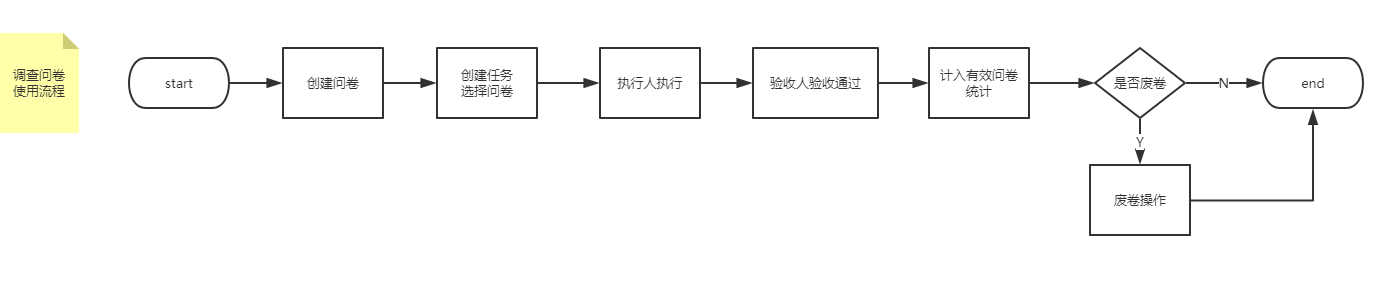 调查问卷
使用流程
start
创建问卷
创建任务
选择问卷
执行人执行
验收人验收通过
计入有效问卷
统计
是否废卷
N
end
Y
废卷操作